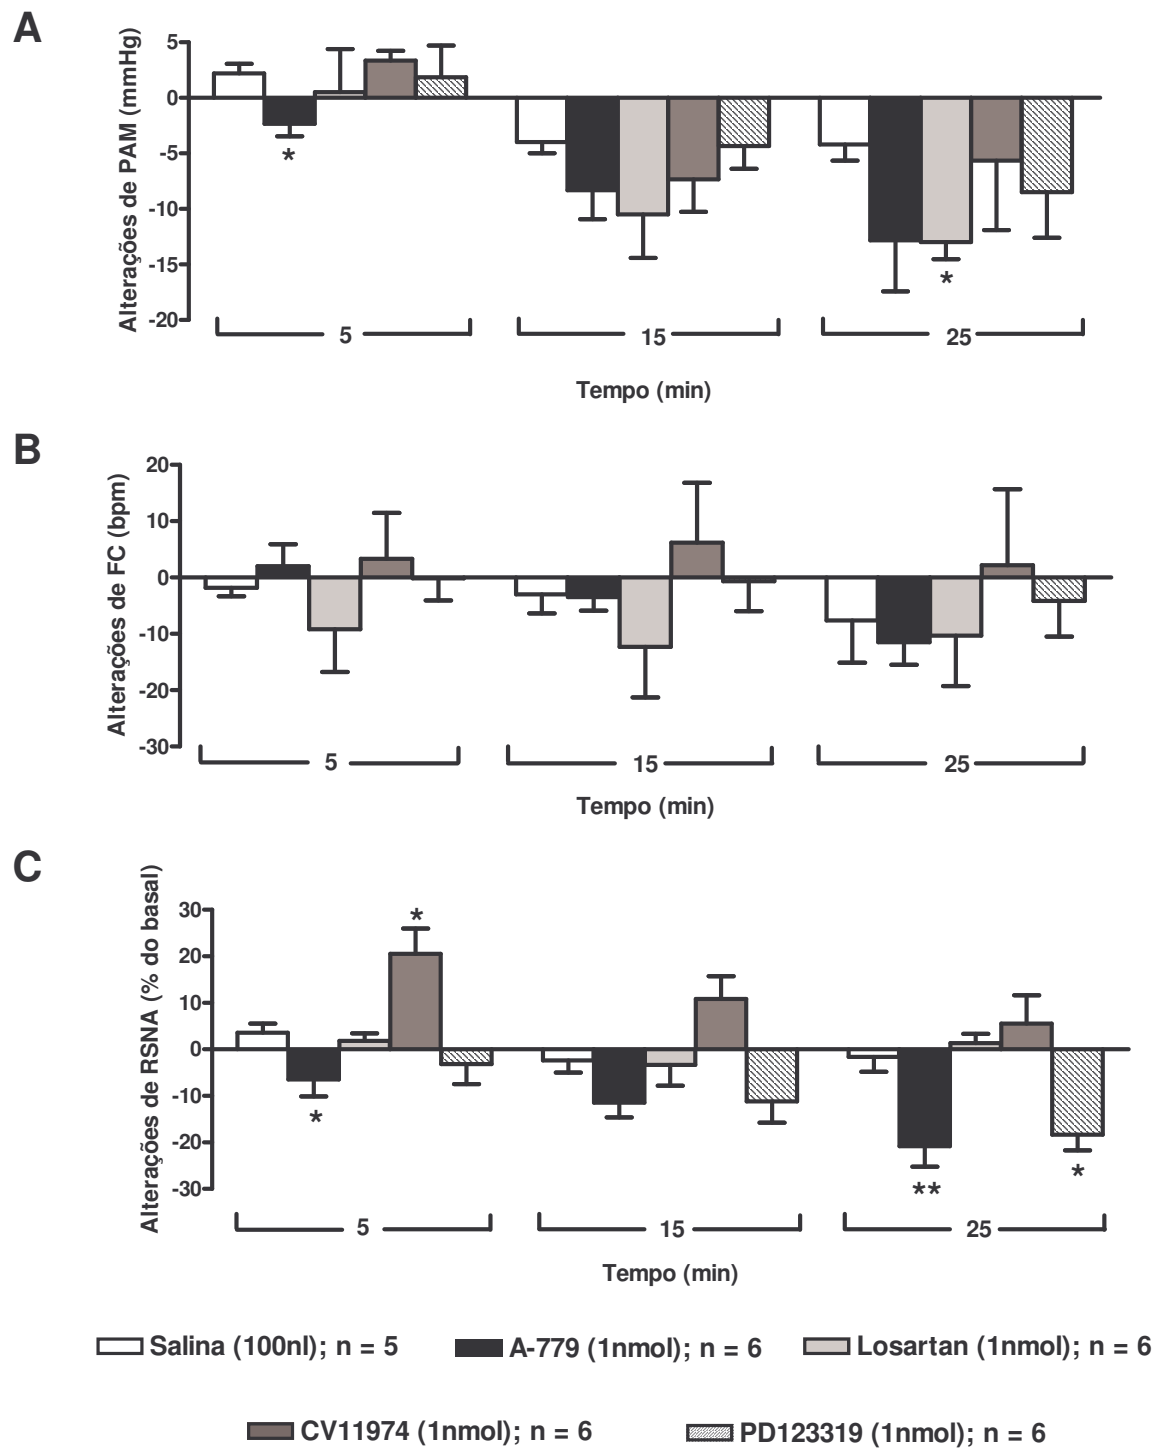 A
Alterações de PAM (mmHg)
5
0
-5
-10
-15
-20
*
*
5 15 25
Tempo (min)
B
Alterações de FC (bpm)
20
10
0
-10
-20
-30
5 15 25
Tempo (min)
C
Alterações de RSNA (% do basal)
30
20
10
0
-10
-20
-30
*
*
**
*
5 15 25
Tempo (min)
Salina (100nl); n = 5 A-779 (1nmol); n = 6 Losartan (1nmol); n = 6
CV11974 (1nmol); n = 6 PD123319 (1nmol); n = 6